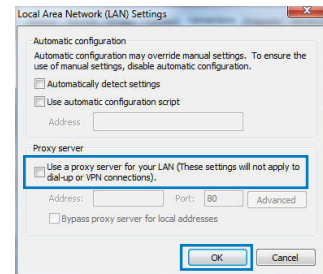 Local Area Network (LAN) Settings
Automatic configuration
Automatic configuration may override manual settings. To ensure the
use of manual settings, disable automatic configuration.
Automatically detect settings
Use automatic configuration script
Address
Proxy server
Use a proxy server for your LAN (These settings will not apply to
dial-up or VPN connections).
Address: Port: 80 Advanced
Bypass proxy server for local addresses
OK Cancel